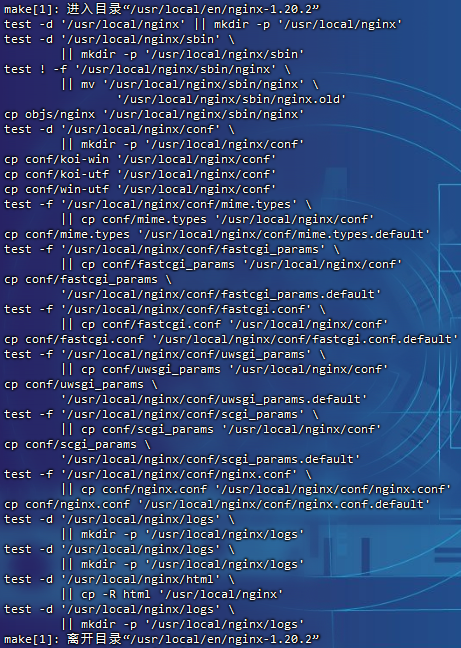 make[1]: 进入目录“/usr/local/en/nginx-1.20.2”
test -d '/usr/local/nginx' || mkdir -p '/usr/local/nginx'
test -d '/usr/local/nginx/sbin' \
        || mkdir -p '/usr/local/nginx/sbin'
test ! -f '/usr/local/nginx/sbin/nginx' \
        || mv '/usr/local/nginx/sbin/nginx' \
                '/usr/local/nginx/sbin/nginx.old'
cp objs/nginx '/usr/local/nginx/sbin/nginx'
test -d '/usr/local/nginx/conf' \
        || mkdir -p '/usr/local/nginx/conf'
cp conf/koi-win '/usr/local/nginx/conf'
cp conf/koi-utf '/usr/local/nginx/conf'
cp conf/win-utf '/usr/local/nginx/conf'
test -f '/usr/local/nginx/conf/mime.types' \
        || cp conf/mime.types '/usr/local/nginx/conf'
cp conf/mime.types '/usr/local/nginx/conf/mime.types.default'
test -f '/usr/local/nginx/conf/fastcgi_params' \
        || cp conf/fastcgi_params '/usr/local/nginx/conf'
cp conf/fastcgi_params \
        '/usr/local/nginx/conf/fastcgi_params.default'
test -f '/usr/local/nginx/conf/fastcgi.conf' \
        || cp conf/fastcgi.conf '/usr/local/nginx/conf'
cp conf/fastcgi.conf '/usr/local/nginx/conf/fastcgi.conf.default'
test -f '/usr/local/nginx/conf/uwsgi_params' \
        || cp conf/uwsgi_params '/usr/local/nginx/conf'
cp conf/uwsgi_params \
        '/usr/local/nginx/conf/uwsgi_params.default'
test -f '/usr/local/nginx/conf/scgi_params' \
        || cp conf/scgi_params '/usr/local/nginx/conf'
cp conf/scgi_params \
        '/usr/local/nginx/conf/scgi_params.default'
test -f '/usr/local/nginx/conf/nginx.conf' \
        || cp conf/nginx.conf '/usr/local/nginx/conf/nginx.conf'
cp conf/nginx.conf '/usr/local/nginx/conf/nginx.conf.default'
test -d '/usr/local/nginx/logs' \
        || mkdir -p '/usr/local/nginx/logs'
test -d '/usr/local/nginx/logs' \
        || mkdir -p '/usr/local/nginx/logs'
test -d '/usr/local/nginx/html' \
        || cp -R html '/usr/local/nginx'
test -d '/usr/local/nginx/logs' \
        || mkdir -p '/usr/local/nginx/logs'
make[1]: 离开目录“/usr/local/en/nginx-1.20.2”